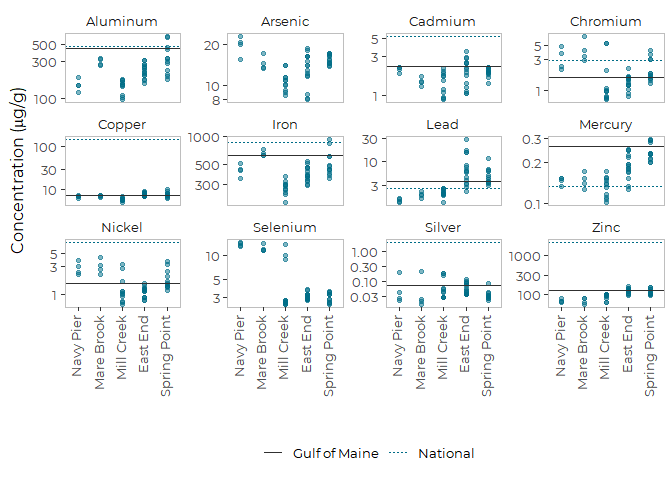 Aluminum Arsenic Cadmium Chromium
500
300
100
20
10
8
5
3
1
5
3
1
Copper Iron Lead Mercury
100
30
10
1000
500
300
30
10
3
0.3
0.2
0.1
Nickel Selenium Silver Zinc
5
3
1
10
5
3
1.00
0.30
0.10
0.03
1000
300
100
Concentration (µg/g)
Navy Pier
Mare Brook
Mill Creek
East End
Spring Point
Navy Pier
Mare Brook
Mill Creek
East End
Spring Point
Navy Pier
Mare Brook
Mill Creek
East End
Spring Point
Navy Pier
Mare Brook
Mill Creek
East End
Spring Point
Gulf of Maine National